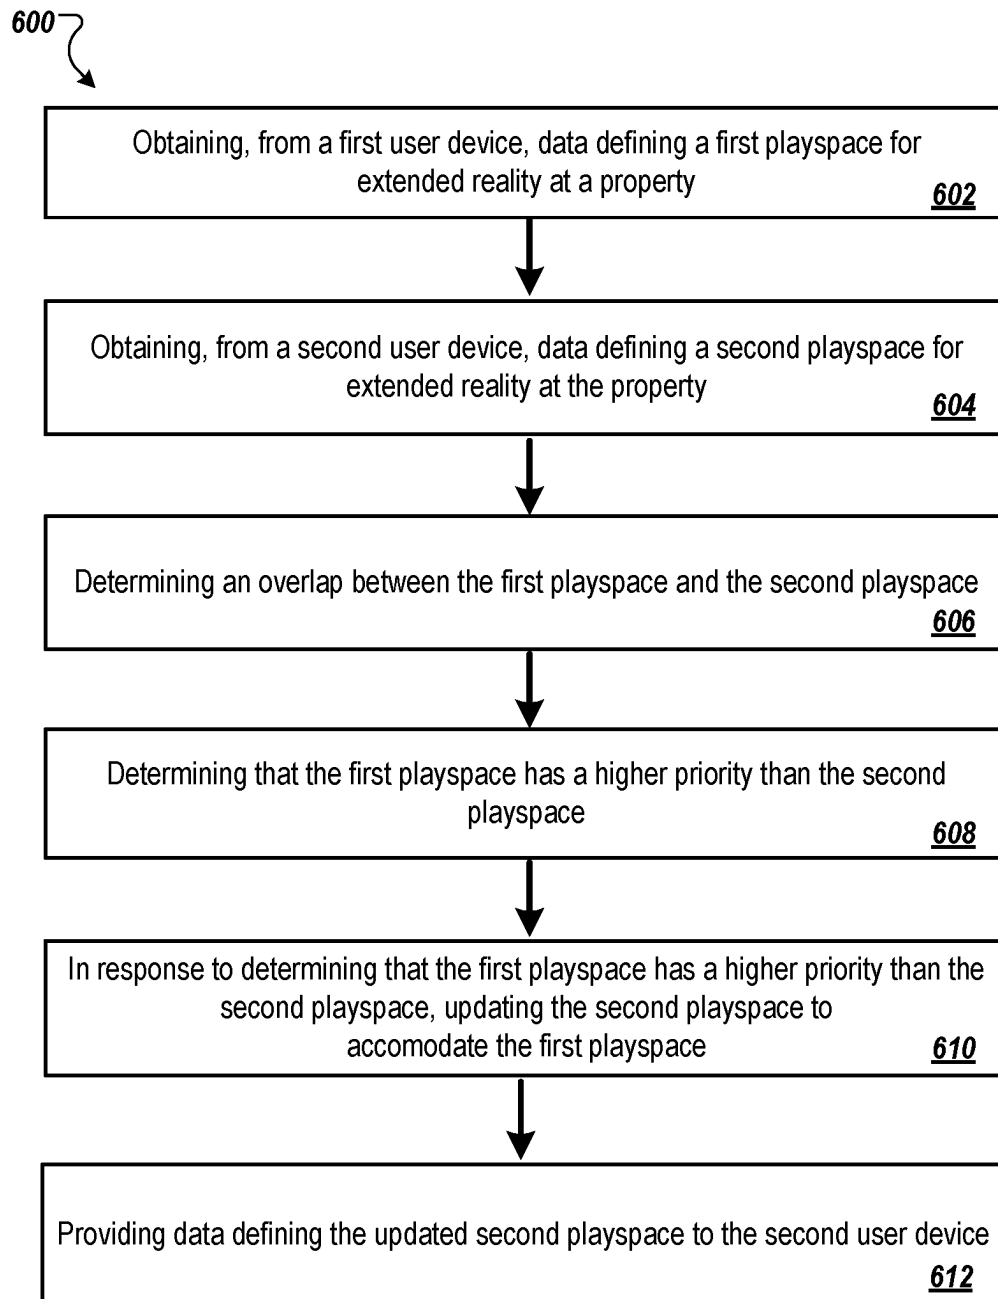 600
Obtaining, from a first user device, data defining a first playspace for
extended reality at a property
602
Obtaining, from a second user device, data defining a second playspace for
extended reality at the property
604
Determining an overlap between the first playspace and the second playspace
606
Determining that the first playspace has a higher priority than the second
playspace
608
In response to determining that the first playspace has a higher priority than the
second playspace, updating the second playspace to
accomodate the first playspace
610
Providing data defining the updated second playspace to the second user device
612